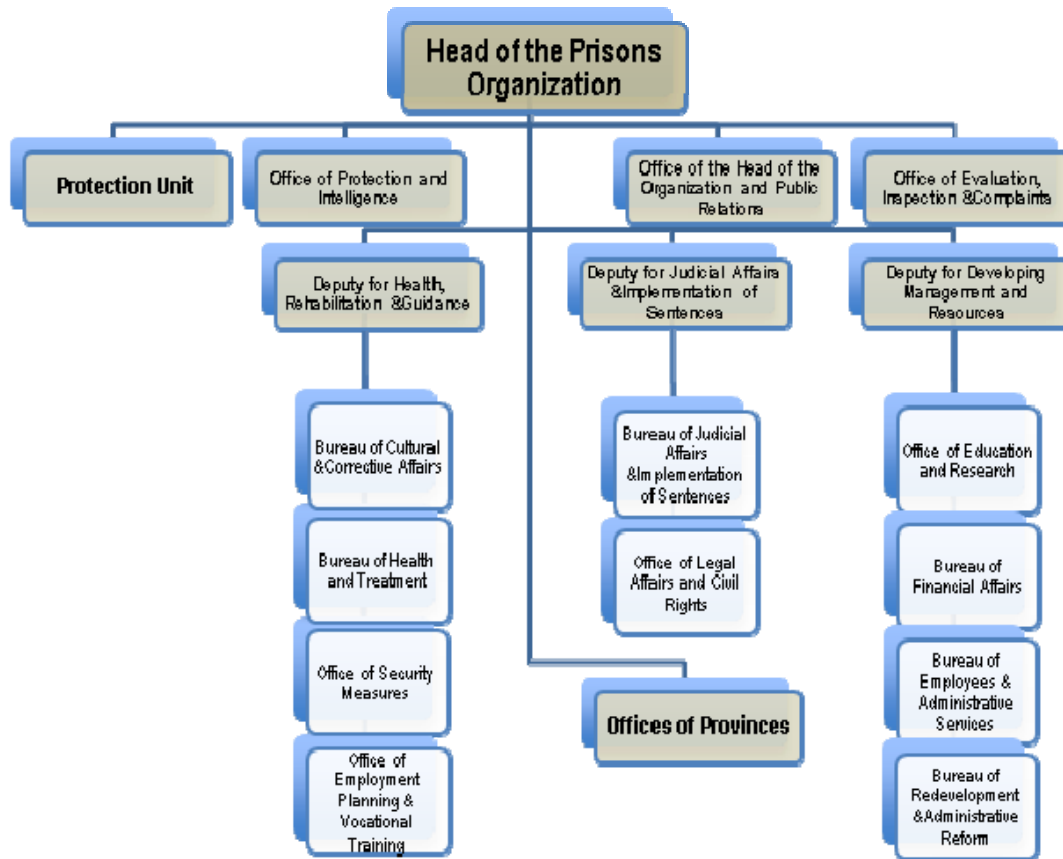 Head of the Prisons
Organization
Protection Unit
Office of Protection and
Intelligence
Office of the Head of the
Organization and Public
Relations
Office of Evaluation,
Inspection &Complaints
Deputy for Health,
Rehabilitation &Guidance
Deputy for Judicial Affairs
&Implementation of
Sentences
Deputy for Developing
Management and
Resources
Bureau of Cultural
&Corrective Affairs
Bureau of Health
and Treatment
Office of Security
Measures
Office of
Employment
Planning &
Vocational
Training
Bureau of Judicial
Affairs
&Implementation
of Sentences
Office of Legal
Affairs and Civil
Rights
Offices of Provinces
Office of Education
and Research
Bureau of
Financial Affairs
Bureau of
Employees &
Administrative
Services
Bureau of
Redevelopment
&Administrative
Reform